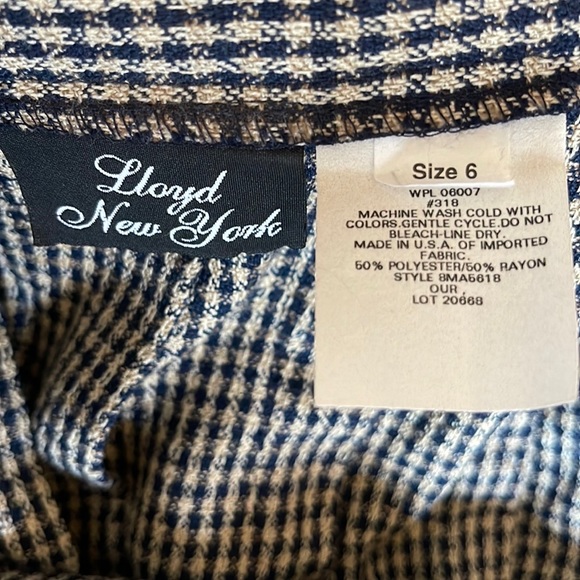 Lloyd
New York
Size 6
WPL 06007
#318
MACHINE WASH COLD WITH
COLORS.GENTLE CYCLE.DO NOT
BLEACH-LINE DRY.
MADE IN U.S.A. OF IMPORTED
FABRIC.
50% POLYESTER/50% RAYON
STYLE 8MA5618
OUR
LOT 20668